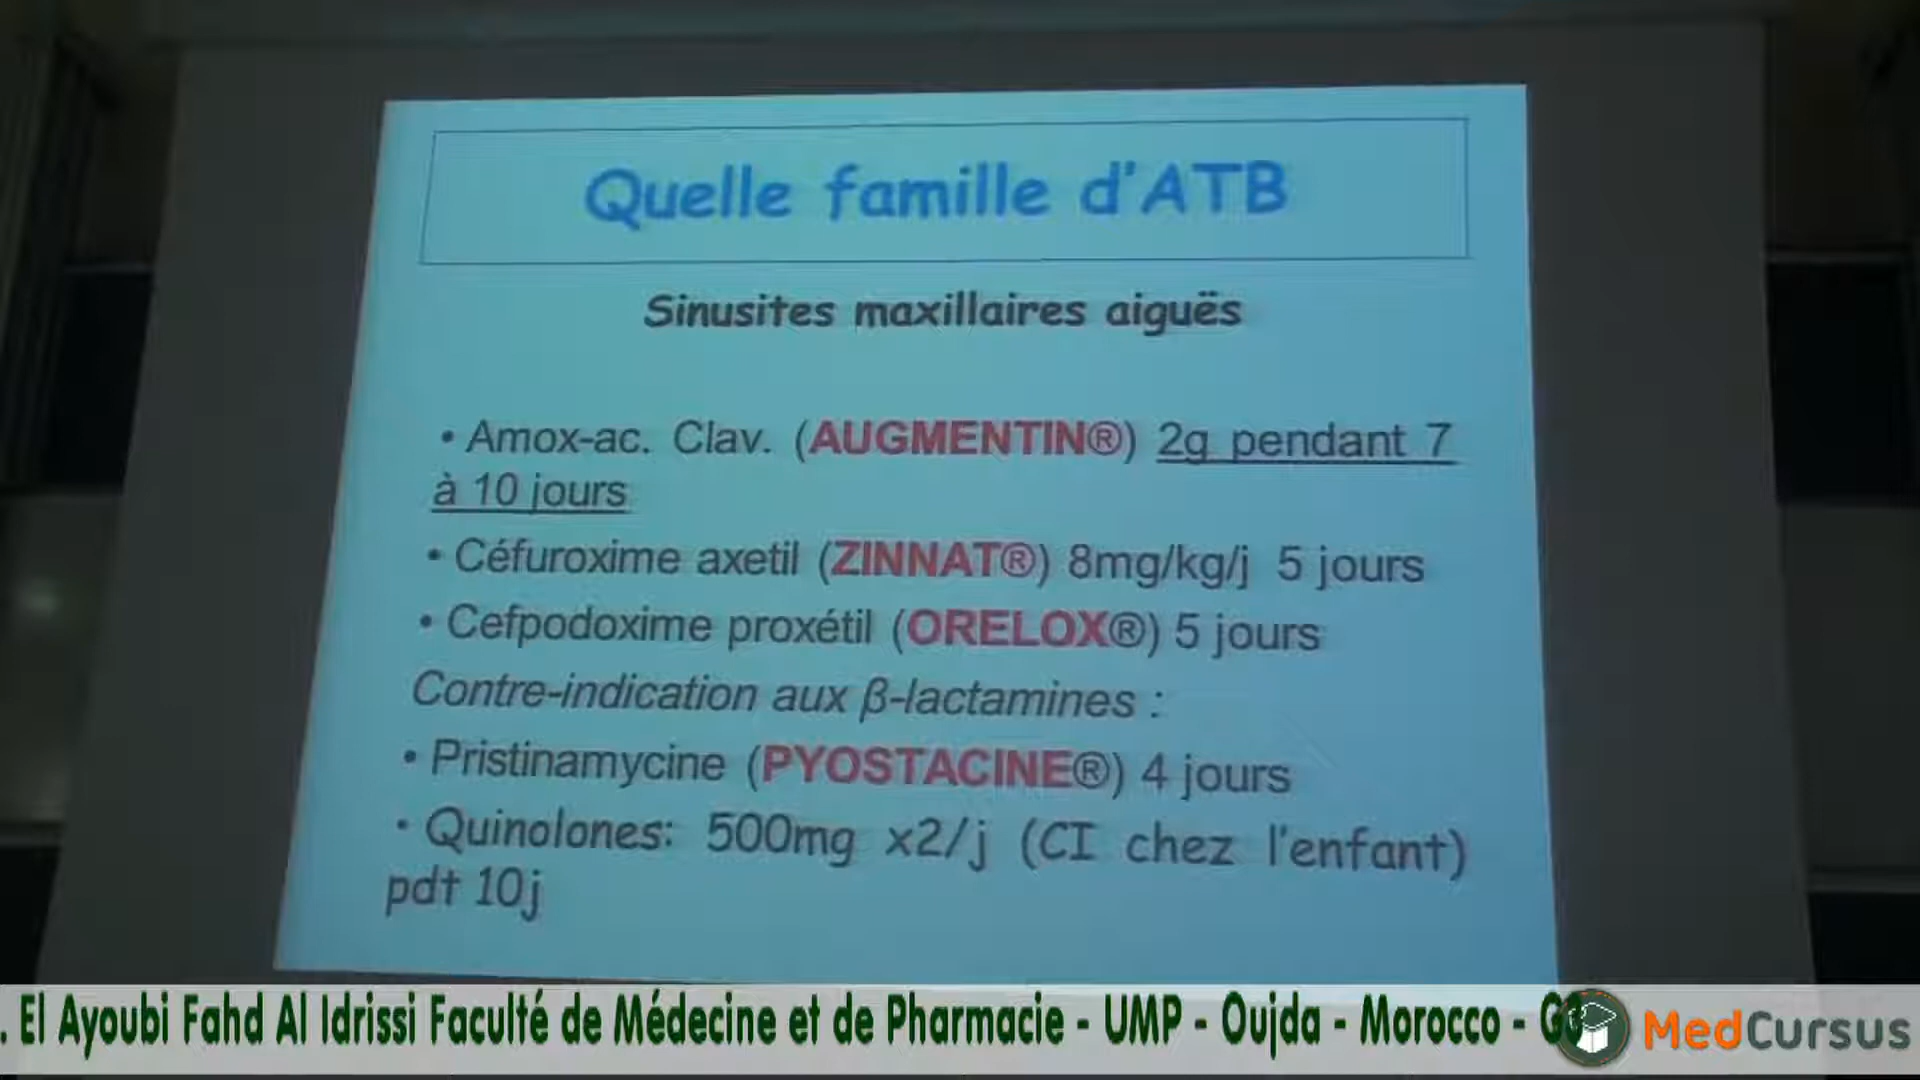 Quelle famille d'ATB
Sinusites maxillaires aiguës
• Amox-ac. Clav. (AUGMENTIN®) 2g pendant 7
à 10 jours
• Céfuroxime axetil (ZINNAT®) 8mg/kg/j 5 jours
• Cefpodoxime proxétil (ORELOX®) 5 jours
Contre-indication aux β-lactamines :
• Pristinamycine (PYOSTACINE®) 4 jours
• Quinolones: 500mg x2/j (CI chez l'enfant)
pdt 10j
. El Ayoubi Fahd Al Idrissi Faculté de Médecine et de Pharmacie - UMP - Oujda - Morocco -
MedCursus